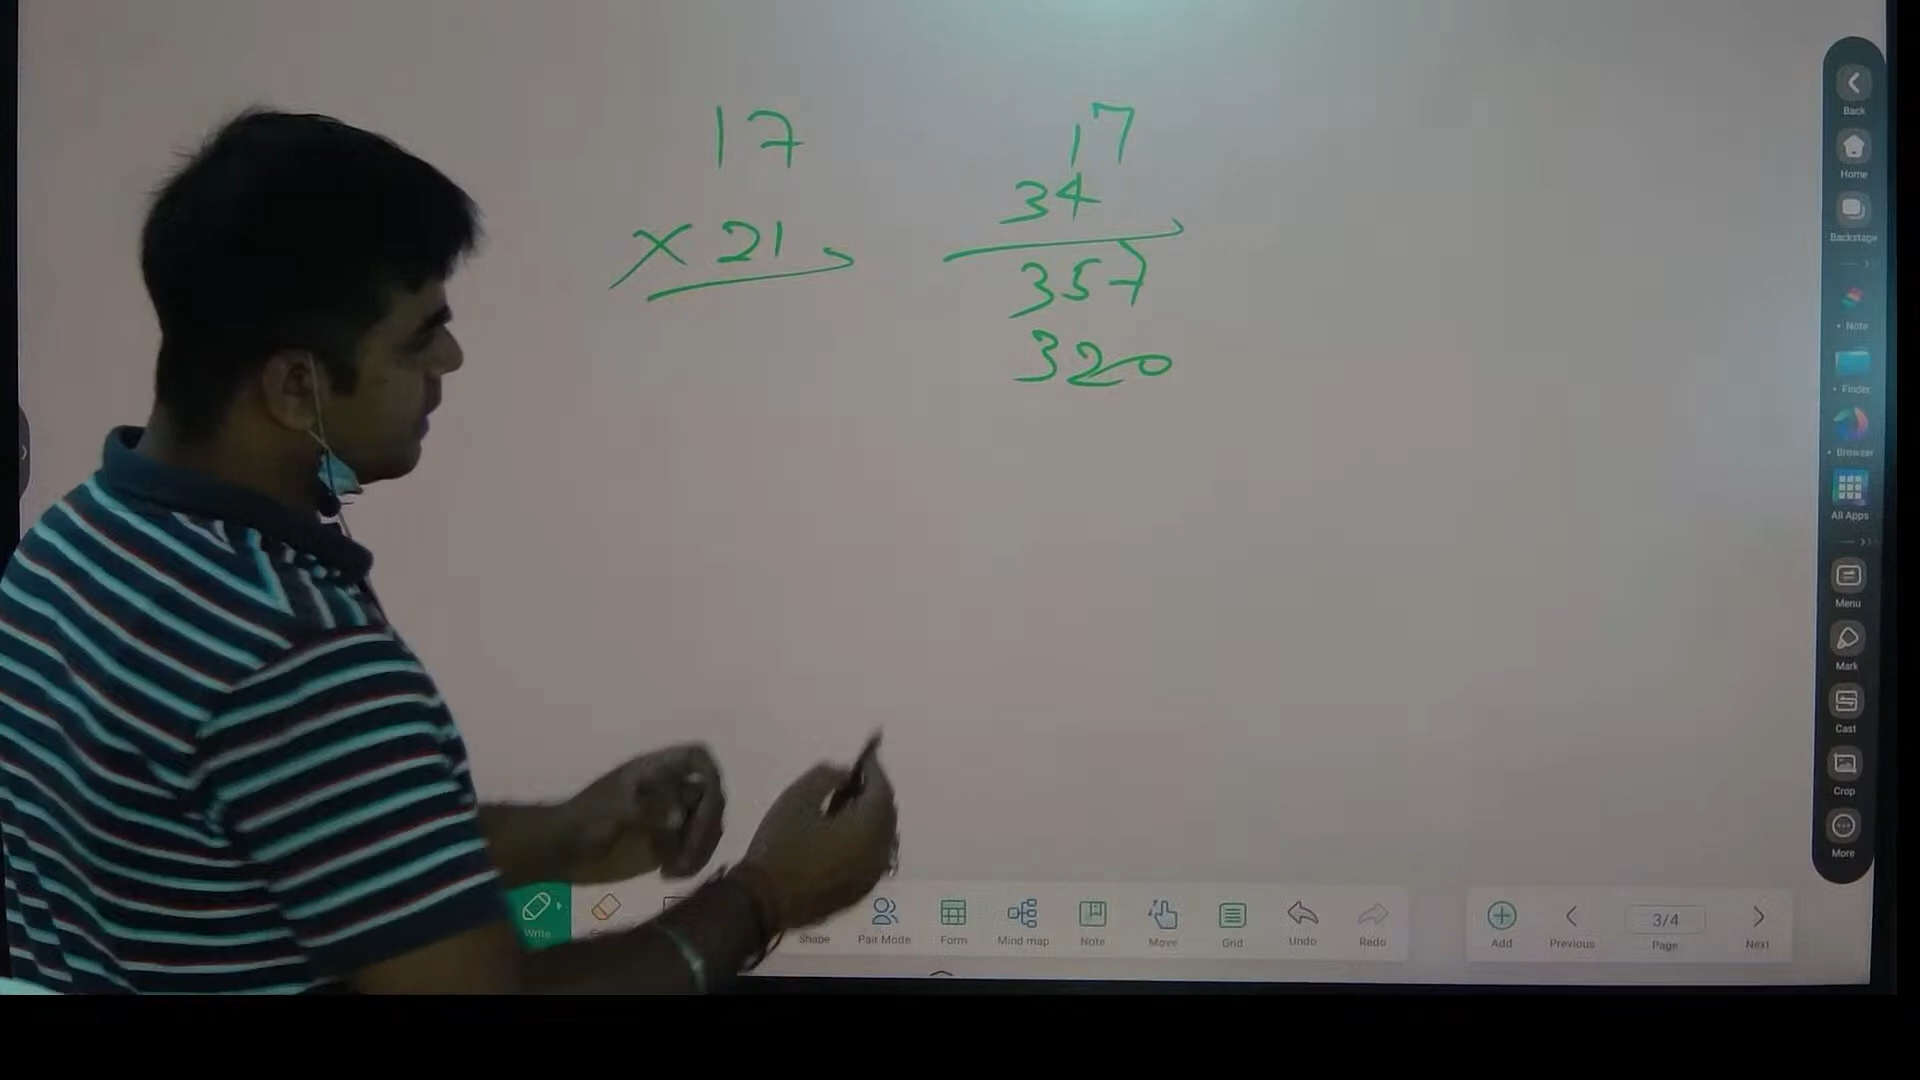 17
× 21
17
34
357
320
Back
Home
Backstage
Note
Finder
Browser
All Apps
Menu
Mark
Cast
Crop
More
Write
Shape
Pair Mode
Form
Mind map
Note
Move
Grid
Undo
Redo
Add
Previous
3/4
Page
Next